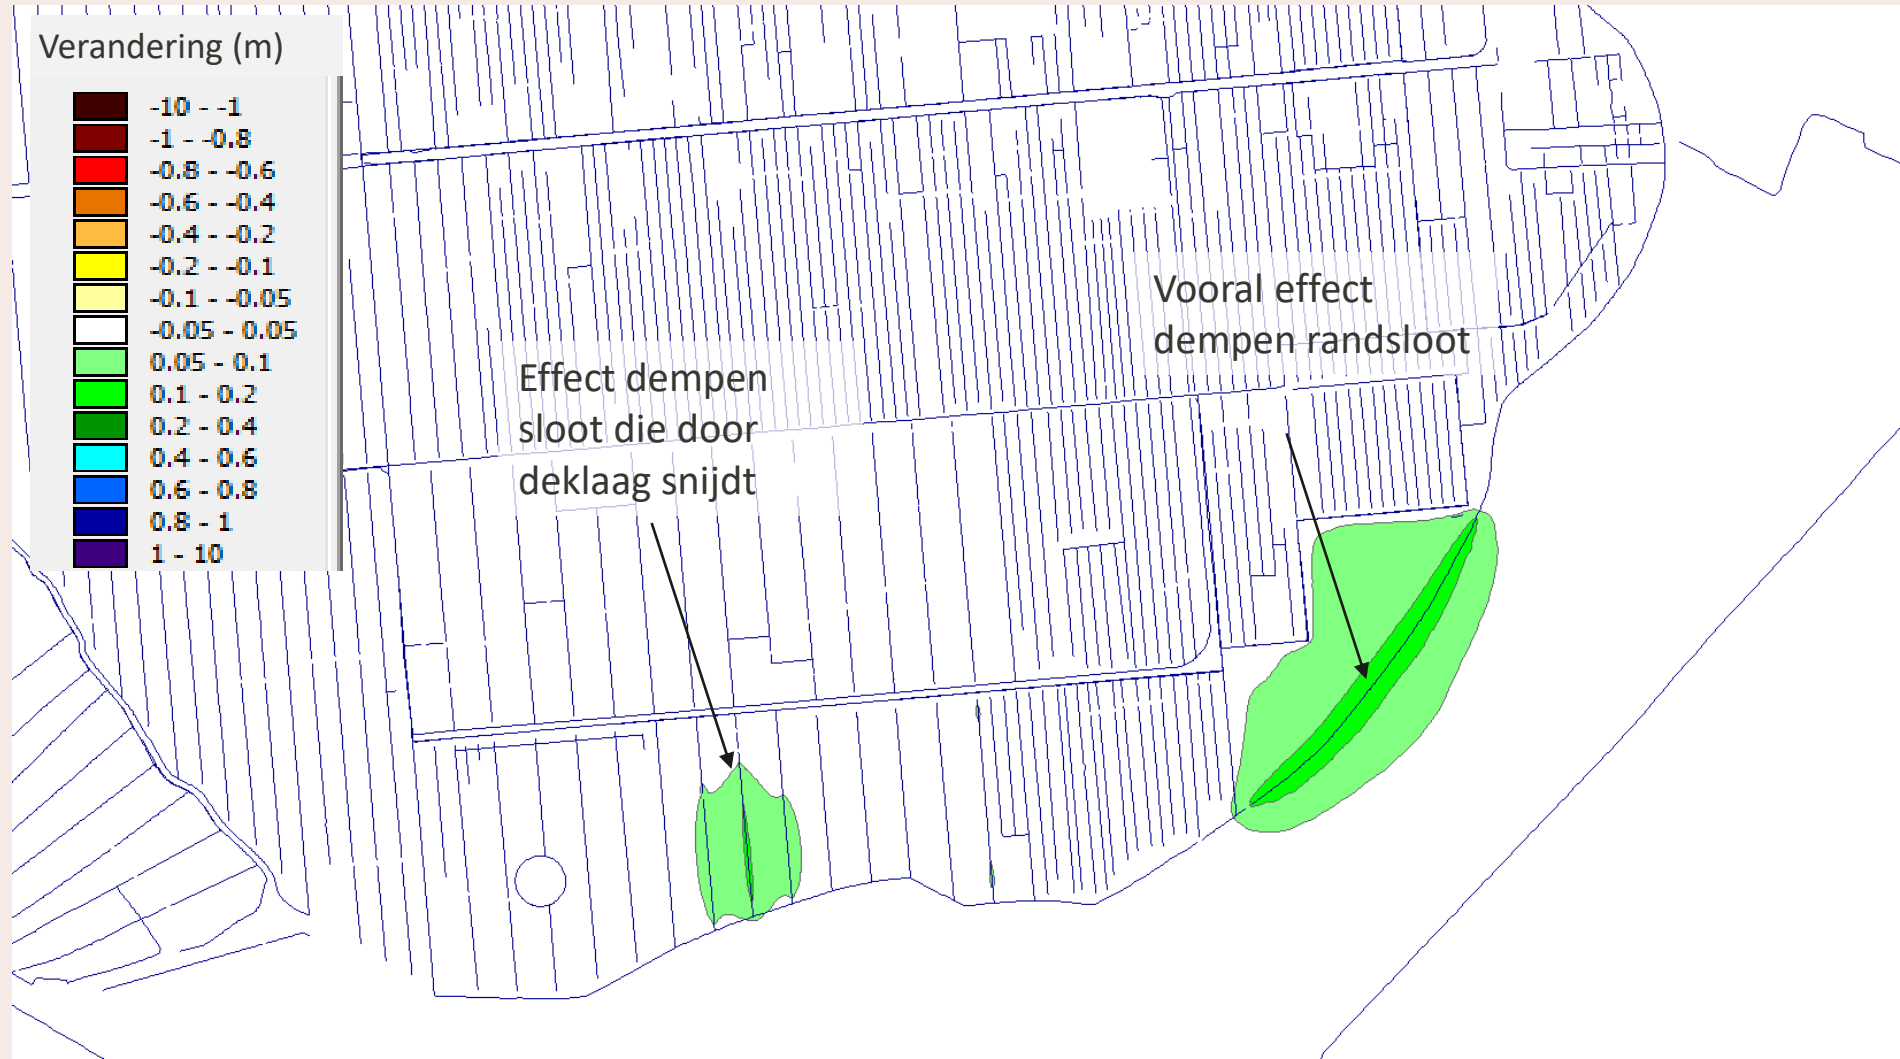 Verandering (m)
-10 - -1
-1 - -0.8
-0.8 - -0.6
-0.6 - -0.4
-0.4 - -0.2
-0.2 - -0.1
-0.1 - -0.05
-0.05 - 0.05
0.05 - 0.1
0.1 - 0.2
0.2 - 0.4
0.4 - 0.6
0.6 - 0.8
0.8 - 1
1 - 10
Vooral effect
dempen randsloot
Effect dempen
sloot die door
deklaag snijdt